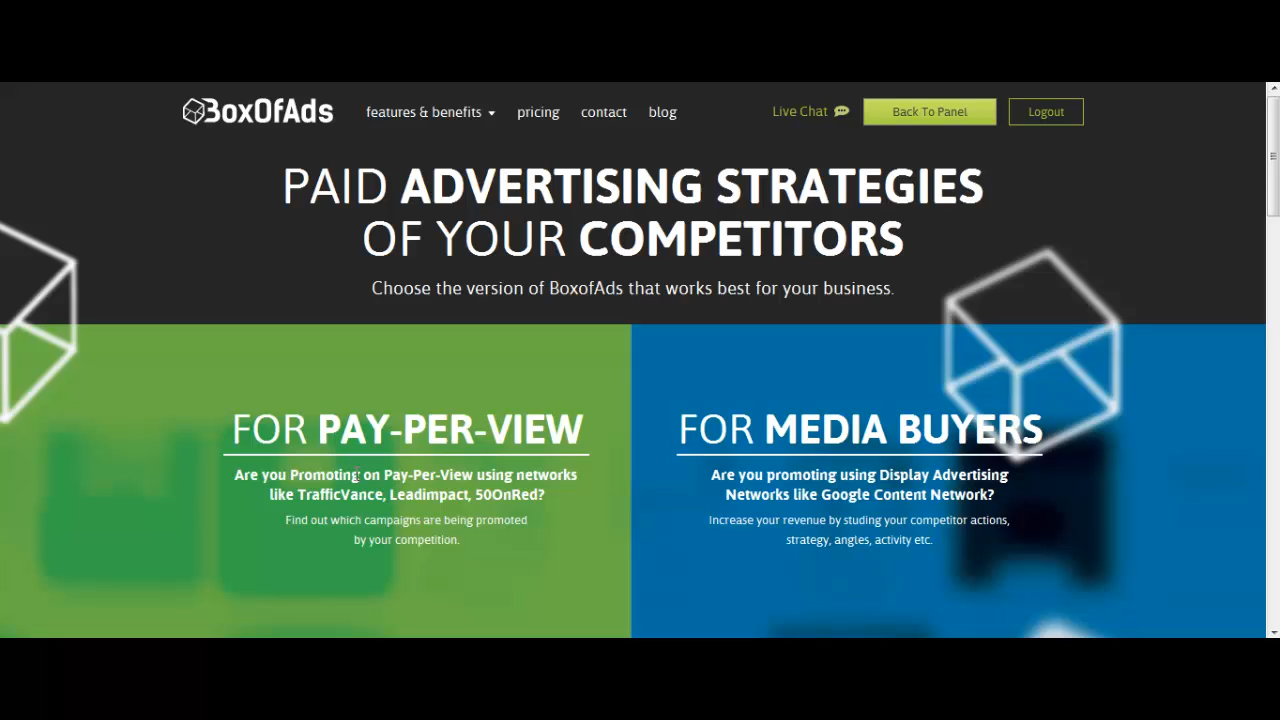 BoxOfAds features & benefits pricing contact blog Live Chat Back To Panel Logout
PAID ADVERTISING STRATEGIES
OF YOUR COMPETITORS
Choose the version of BoxofAds that works best for your business.
FOR PAY-PER-VIEW
Are you Promoting on Pay-Per-View using networks
like TrafficVance, Leadimpact, 50OnRed?
Find out which campaigns are being promoted
by your competition.
FOR MEDIA BUYERS
Are you promoting using Display Advertising
Networks like Google Content Network?
Increase your revenue by studing your competitor actions,
strategy, angles, activity etc.